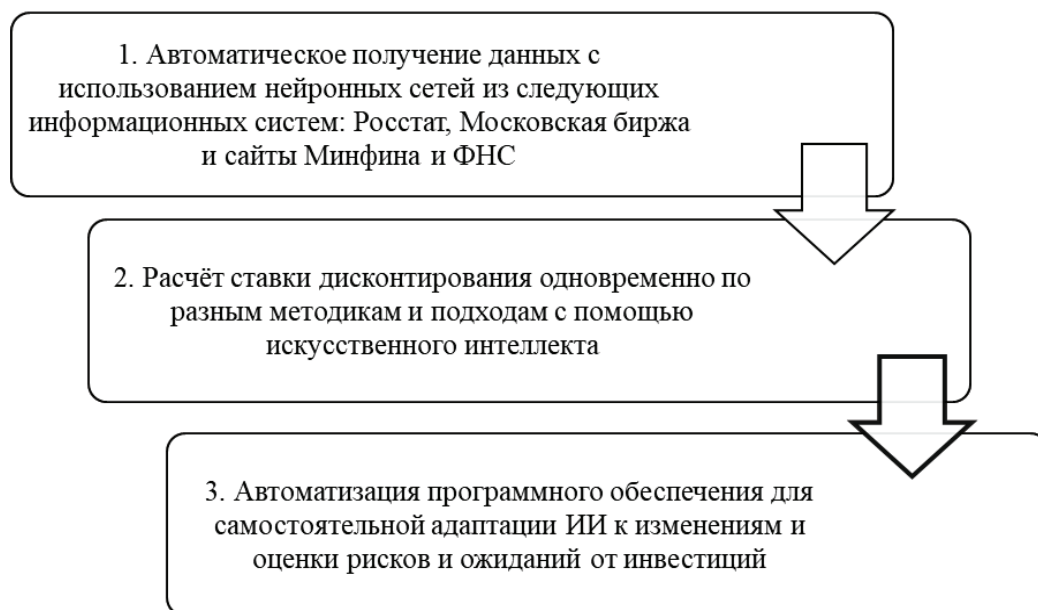 1. Автоматическое получение данных с
использованием нейронных сетей из следующих
информационных систем: Росстат, Московская биржа
и сайты Минфина и ФНС
2. Расчёт ставки дисконтирования одновременно по
разным методикам и подходам с помощью
искусственного интеллекта
3. Автоматизация программного обеспечения для
самостоятельной адаптации ИИ к изменениям и
оценки рисков и ожиданий от инвестиций